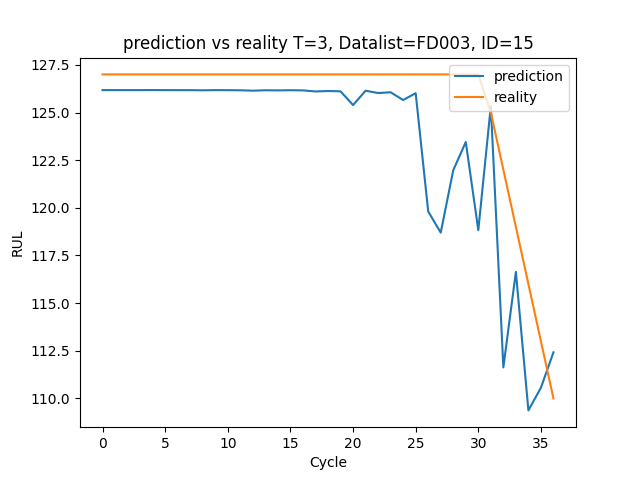 prediction vs reality T=3, Datalist=FD003, ID=15
127.5
125.0
122.5
120.0
117.5
115.0
112.5
110.0
RUL
prediction
reality
0 5 10 15 20 25 30 35
Cycle